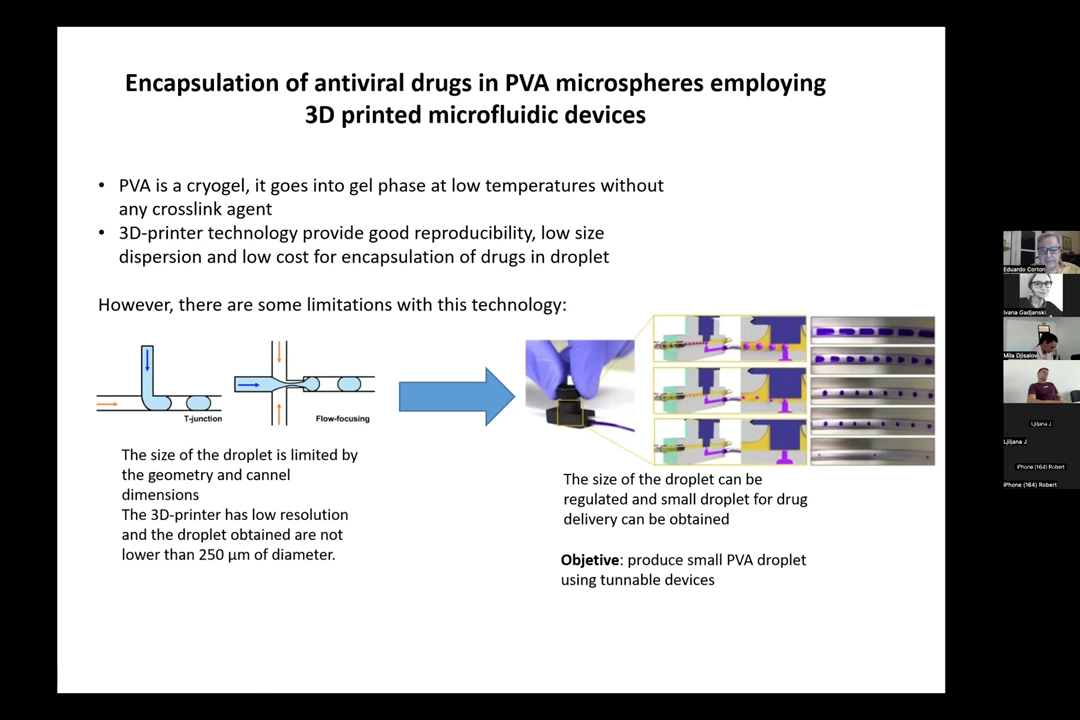 Encapsulation of antiviral drugs in PVA microspheres employing
3D printed microfluidic devices
• PVA is a cryogel, it goes into gel phase at low temperatures without
any crosslink agent
• 3D-printer technology provide good reproducibility, low size
dispersion and low cost for encapsulation of drugs in droplet
However, there are some limitations with this technology:
T-junction
Flow-focusing
The size of the droplet is limited by
the geometry and cannel
dimensions
The 3D-printer has low resolution
and the droplet obtained are not
lower than 250 µm of diameter.
The size of the droplet can be
regulated and small droplet for drug
delivery can be obtained
Objetive: produce small PVA droplet
using tunnable devices
Eduardo Corton
Ivana Gadjanski
Mila Djisalov
Ljiljana J
Ljiljana J
iPhone (164) Robert
iPhone (164) Robert